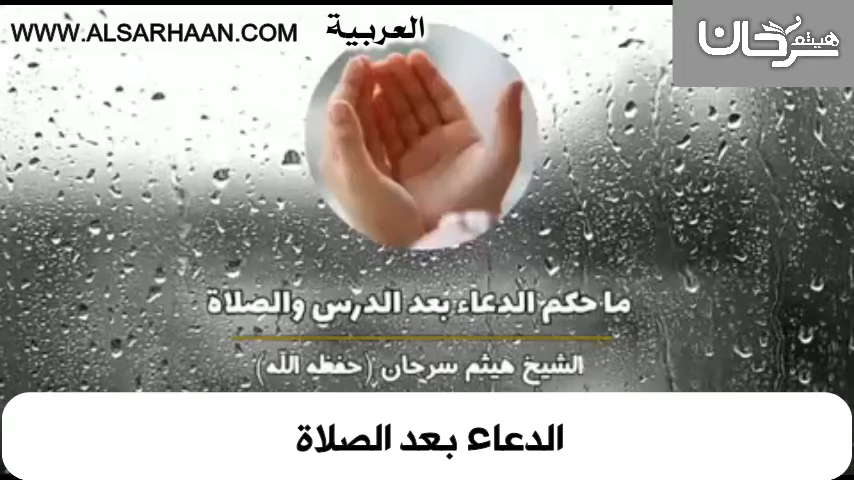 WWW.ALSARHAAN.COM
العربية
هيثم
سرحان
ما حكم الدعاء بعد الدرس والصلاة
الشيخ هيثم سرحان (حفظه الله)
الدعاء بعد الصلاة